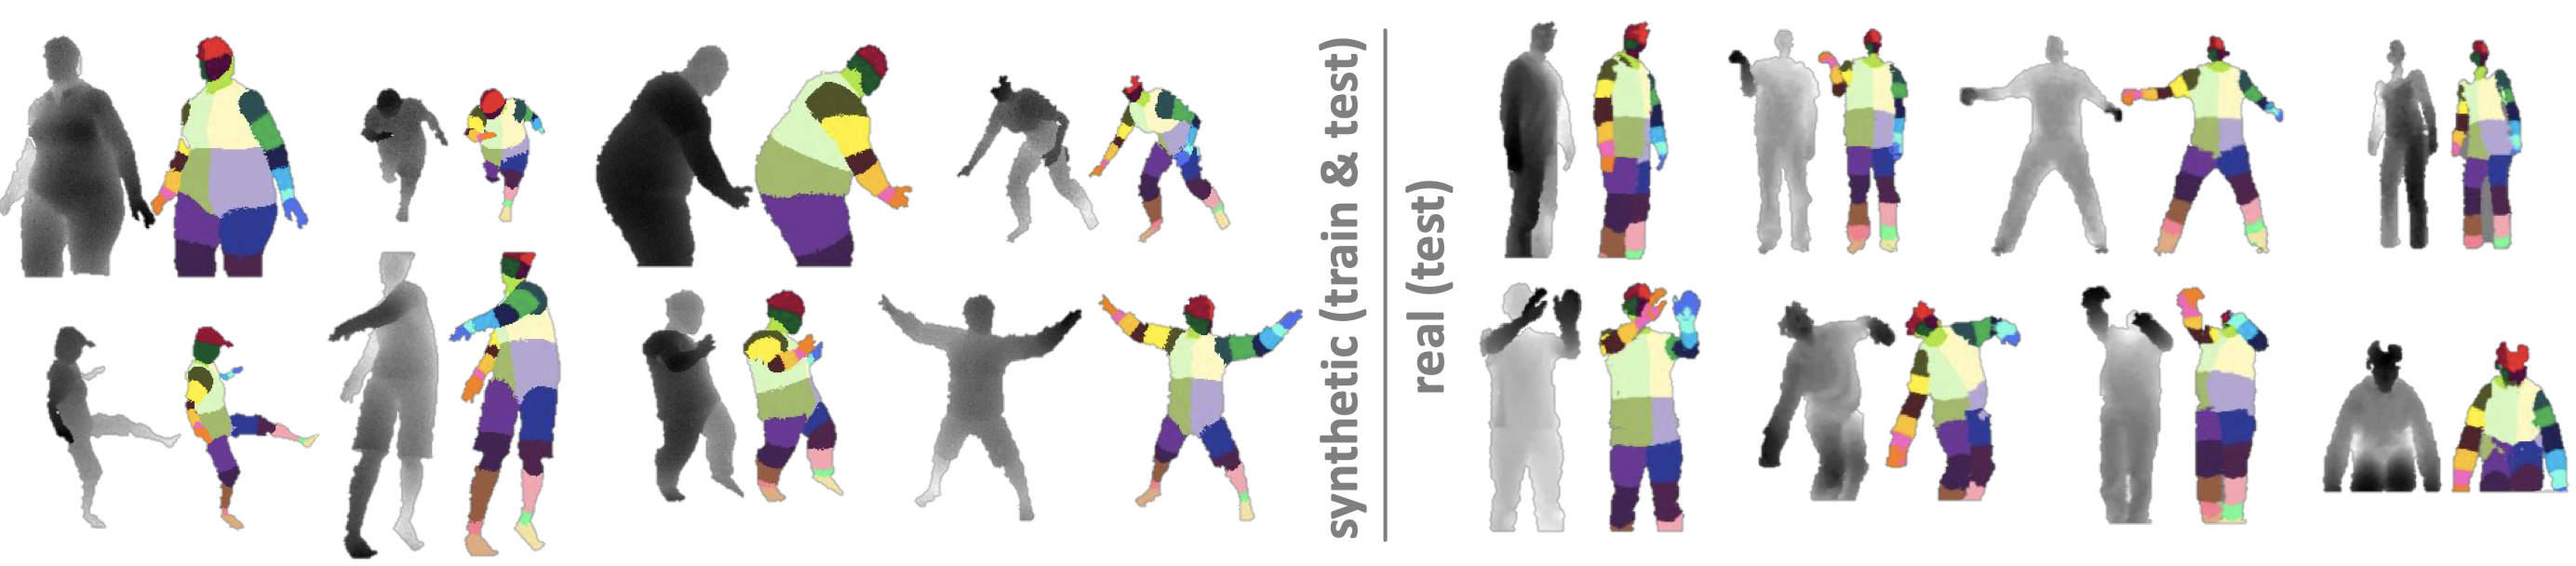 synthetic (train & test)
real (test)